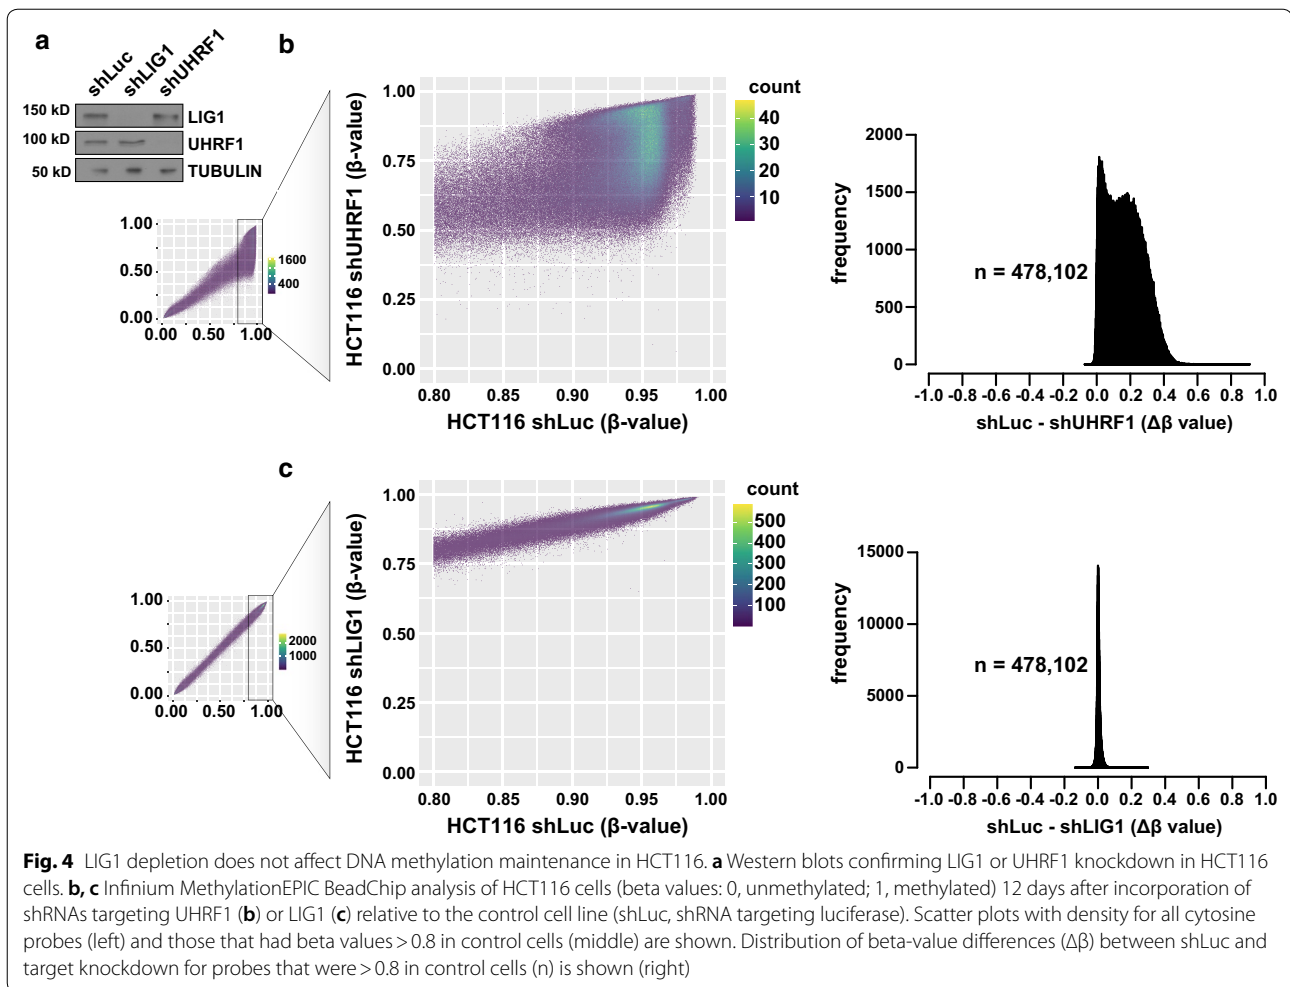 a
shLuc
shLIG1
shUHRF1
150 kD
LIG1
100 kD
UHRF1
50 kD
TUBULIN
1.00
0.50
0.00
0.00 0.50 1.00
1600
400
b
HCT116 shUHRF1 (β-value)
1.00
0.75
0.50
0.25
0.00
0.80 0.85 0.90 0.95 1.00
HCT116 shLuc (β-value)
count
40
30
20
10
frequency
2000
1500
1000
500
0
n = 478,102
-1.0 -0.8 -0.6 -0.4 -0.2 0.0 0.2 0.4 0.6 0.8 1.0
shLuc - shUHRF1 (Δβ value)
c
1.00
0.50
0.00
0.00 0.50 1.00
2000
1000
HCT116 shLIG1 (β-value)
1.00
0.75
0.50
0.25
0.00
0.80 0.85 0.90 0.95 1.00
HCT116 shLuc (β-value)
count
500
400
300
200
100
frequency
15000
10000
5000
0
n = 478,102
-1.0 -0.8 -0.6 -0.4 -0.2 0.0 0.2 0.4 0.6 0.8 1.0
shLuc - shLIG1 (Δβ value)
Fig. 4 LIG1 depletion does not affect DNA methylation maintenance in HCT116. a Western blots confirming LIG1 or UHRF1 knockdown in HCT116
cells. b, c Infinium MethylationEPIC BeadChip analysis of HCT116 cells (beta values: 0, unmethylated; 1, methylated) 12 days after incorporation of
shRNAs targeting UHRF1 (b) or LIG1 (c) relative to the control cell line (shLuc, shRNA targeting luciferase). Scatter plots with density for all cytosine
probes (left) and those that had beta values > 0.8 in control cells (middle) are shown. Distribution of beta-value differences (Δβ) between shLuc and
target knockdown for probes that were > 0.8 in control cells (n) is shown (right)